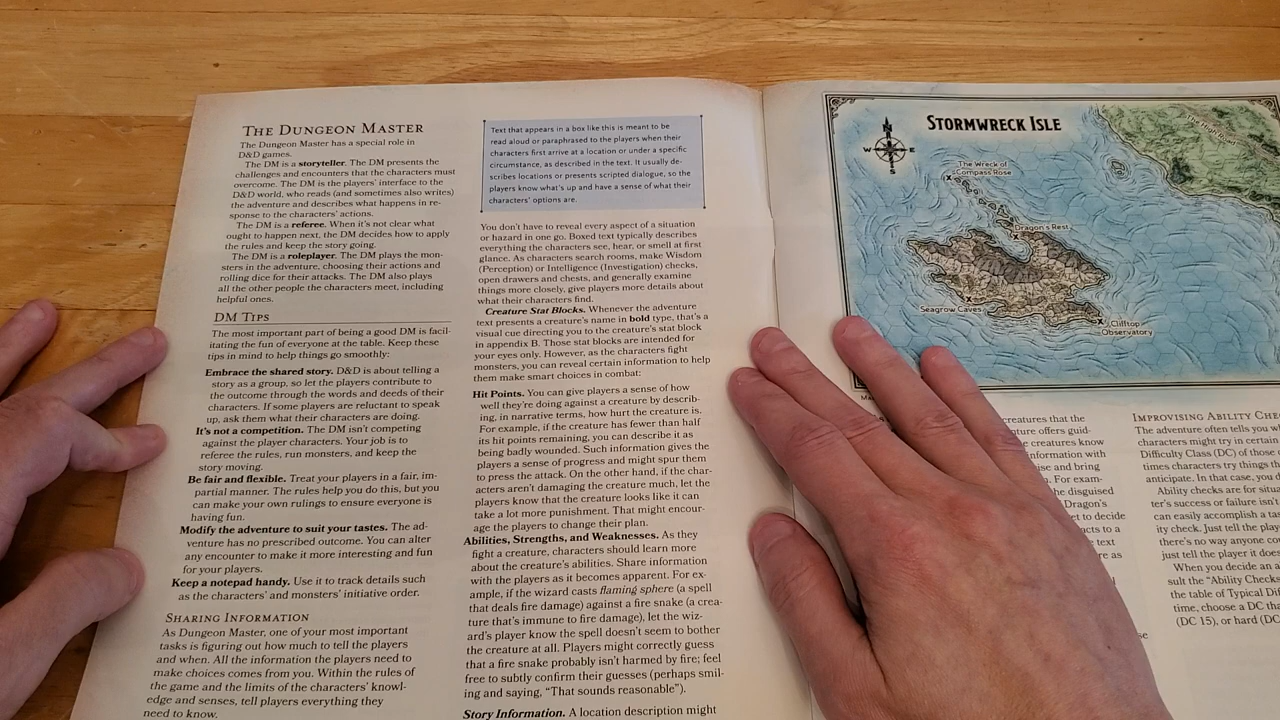 THE DUNGEON MASTER
The Dungeon Master has a special role in
D&D games.
The DM is a storyteller. The DM presents the
challenges and encounters that the characters must
overcome. The DM is the players' interface to the
D&D world, who reads (and sometimes also writes)
the adventure and describes what happens in re-
sponse to the characters' actions.
The DM is a referee. When it's not clear what
ought to happen next, the DM decides how to apply
the rules and keep the story going.
The DM is a roleplayer. The DM plays the mon-
sters in the adventure, choosing their actions and
rolling dice for their attacks. The DM also plays
all the other people the characters meet, including
helpful ones.
DM TIPS
The most important part of being a good DM is facil-
itating the fun of everyone at the table. Keep these
tips in mind to help things go smoothly:
Embrace the shared story. D&D is about telling a
story as a group, so let the players contribute to
the outcome through the words and deeds of their
characters. If some players are reluctant to speak
up, ask them what their characters are doing.
It's not a competition. The DM isn't competing
against the player characters. Your job is to
referee the rules, run monsters, and keep the
story moving.
Be fair and flexible. Treat your players in a fair, im-
partial manner. The rules help you do this, but you
can make your own rulings to ensure everyone is
having fun.
Modify the adventure to suit your tastes. The ad-
venture has no prescribed outcome. You can alter
any encounter to make it more interesting and fun
for your players.
Keep a notepad handy. Use it to track details such
as the characters' and monsters' initiative order.
SHARING INFORMATION
As Dungeon Master, one of your most important
tasks is figuring out how much to tell the players
and when. All the information the players need to
make choices comes from you. Within the rules of
the game and the limits of the characters' knowl-
edge and senses, tell players everything they
need to know.
Text that appears in a box like this is meant to be
read aloud or paraphrased to the players when their
characters first arrive at a location or under a specific
circumstance, as described in the text. It usually de-
scribes locations or presents scripted dialogue, so the
players know what's up and have a sense of what their
characters' options are.
You don't have to reveal every aspect of a situation
or hazard in one go. Boxed text typically describes
everything the characters see, hear, or smell at first
glance. As characters search rooms, make Wisdom
(Perception) or Intelligence (Investigation) checks,
open drawers and chests, and generally examine
things more closely, give players more details about
what their characters find.
Creature Stat Blocks. Whenever the adventure
text presents a creature's name in bold type, that's a
visual cue directing you to the creature's stat block
in appendix B. Those stat blocks are intended for
your eyes only. However, as the characters fight
monsters, you can reveal certain information to help
them make smart choices in combat:
Hit Points. You can give players a sense of how
well they're doing against a creature by describ-
ing, in narrative terms, how hurt the creature is.
For example, if the creature has fewer than half
its hit points remaining, you can describe it as
being badly wounded. Such information gives the
players a sense of progress and might spur them
to press the attack. On the other hand, if the char-
acters aren't damaging the creature much, let the
players know that the creature looks like it can
take a lot more punishment. That might encour-
age the players to change their plan.
Abilities, Strengths, and Weaknesses. As they
fight a creature, characters should learn more
about the creature's abilities. Share information
with the players as it becomes apparent. For ex-
ample, if the wizard casts flaming sphere (a spell
that deals fire damage) against a fire snake (a crea-
ture that's immune to fire damage), let the wiz-
ard's player know the spell doesn't seem to bother
the creature at all. Players might correctly guess
that a fire snake probably isn't harmed by fire; feel
free to subtly confirm their guesses (perhaps smil-
ing and saying, "That sounds reasonable").
Story Information. A location description might
STORMWRECK ISLE
N
W E
S
The High Road
The Wreck of
Compass Rose
Dragon's Rest
Seagrow Caves
Clifftop
Observatory
creatures that the
offers guid-
creatures know
information with
and bring
For exam-
disguised
Dragon's
to decide
to a
text
as
IMPROVISING ABILITY
The adventure often tells you
characters might try in certain
Difficulty Class (DC) of those
times characters try things
anticipate. In that case, you
Ability checks are for
ter's success or failure isn't
can easily accomplish a
ity check. Just tell the
there's no way anyone
just tell the player it
When you decide an
sult the "Ability
the table of Typical
time, choose a DC
(DC 15), or hard (DC